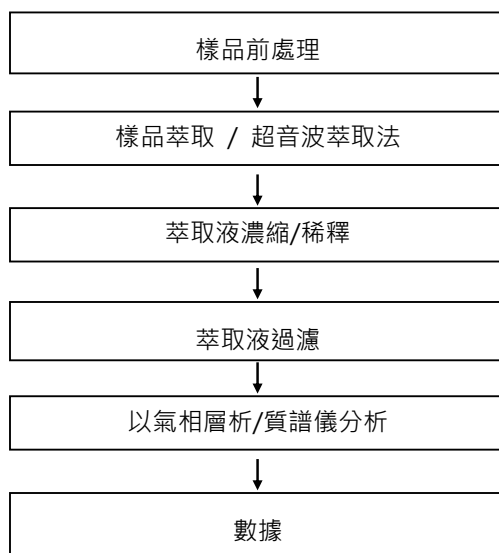 樣品前處理
樣品萃取 / 超音波萃取法
萃取液濃縮/稀釋
萃取液過濾
以氣相層析/質譜儀分析
數據